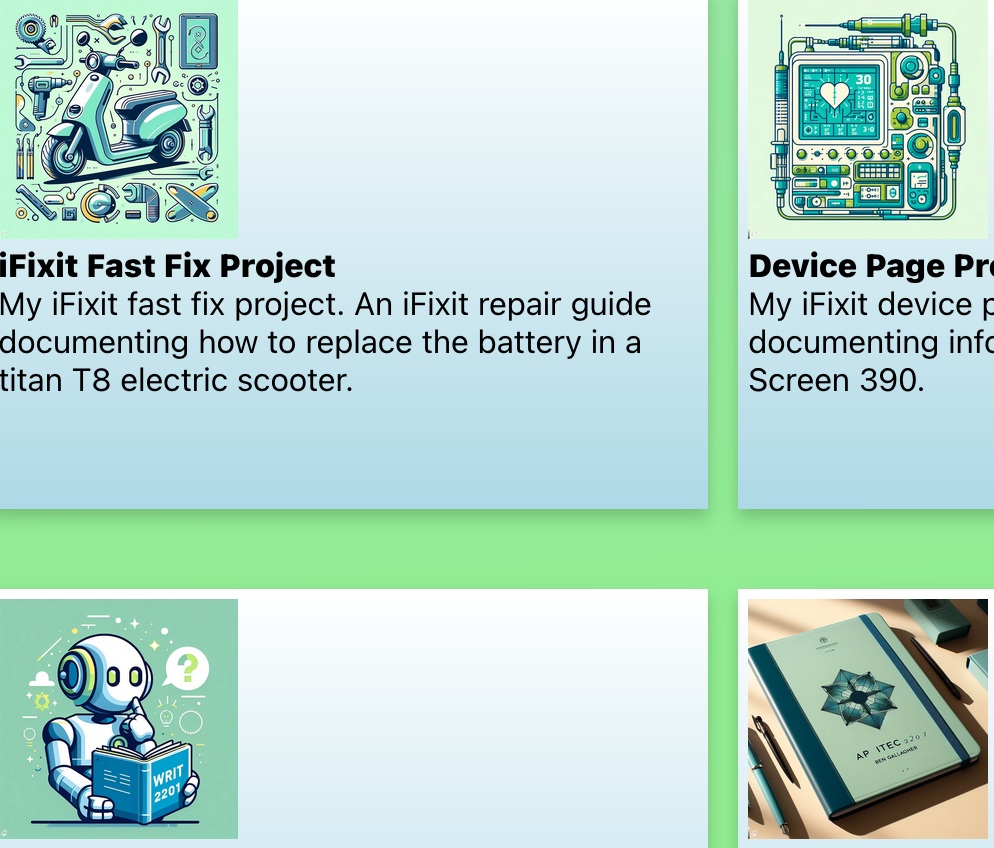 30
iFixit Fast Fix Project
My iFixit fast fix project. An iFixit repair guide
documenting how to replace the battery in a
titan T8 electric scooter.
Device Page
My iFixit device
documenting
Screen 390.
?
WRIT
2201
AP ITEC 2201
BEN GALLAGHER